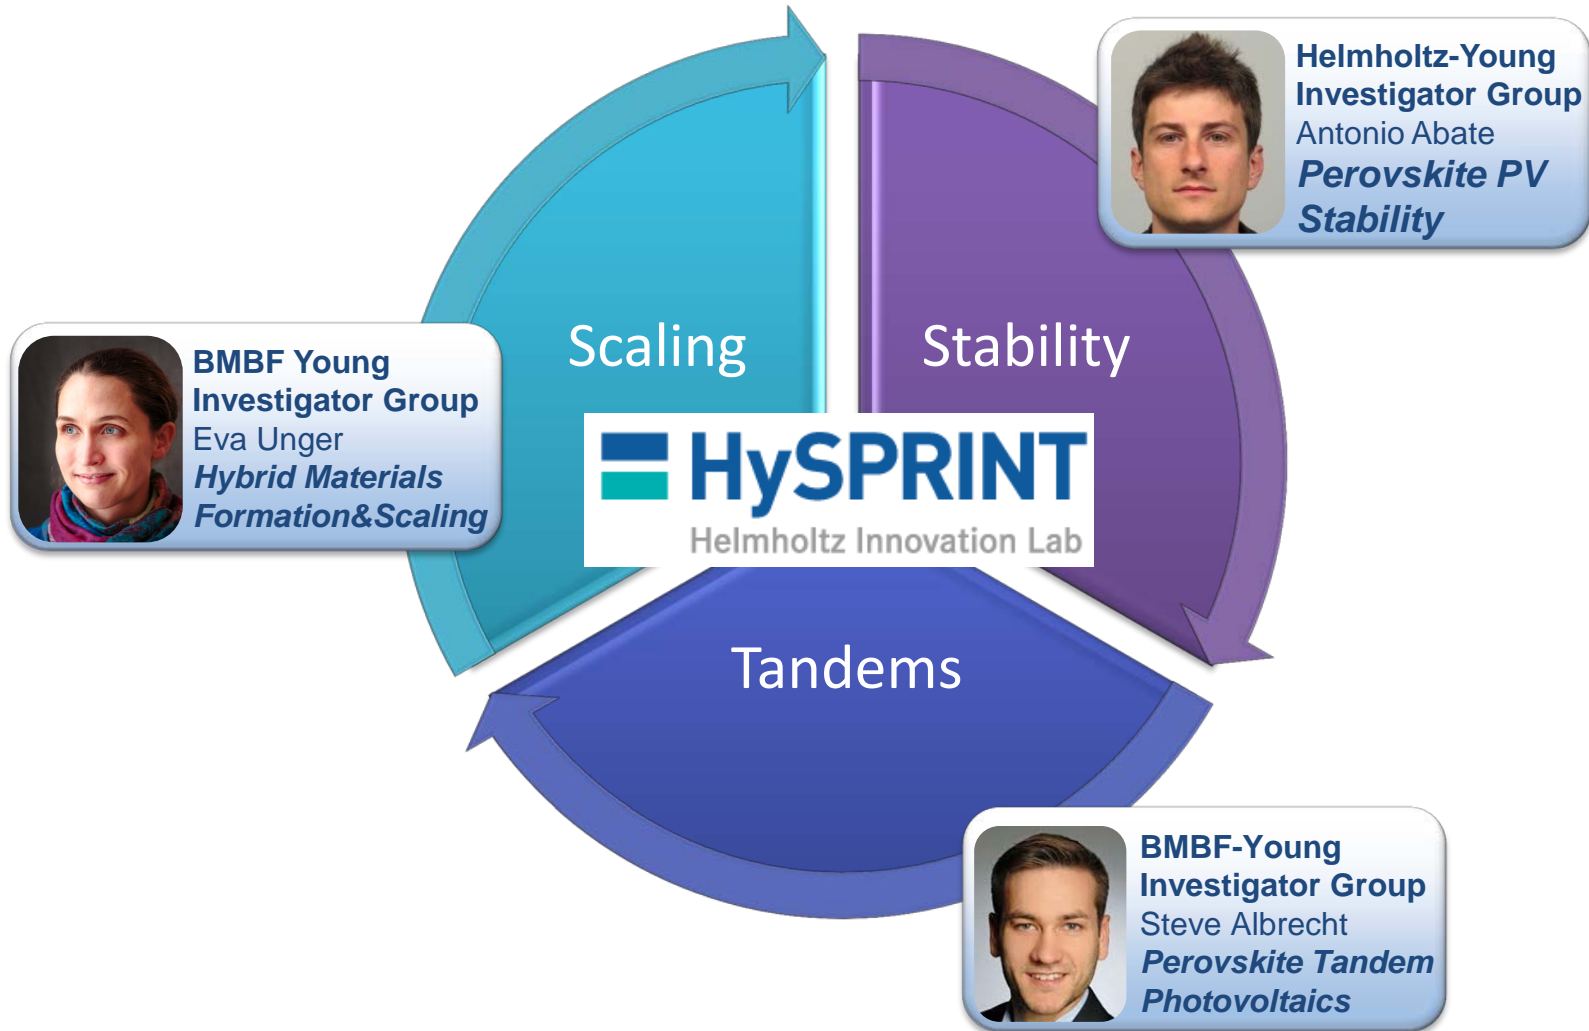 Helmholtz-Young
Investigator Group
Antonio Abate
Perovskite PV
Stability
Scaling
Stability
BMBF Young
Investigator Group
Eva Unger
Hybrid Materials
Formation&Scaling
HySPRINT
Helmholtz Innovation Lab
Tandems
BMBF-Young
Investigator Group
Steve Albrecht
Perovskite Tandem
Photovoltaics